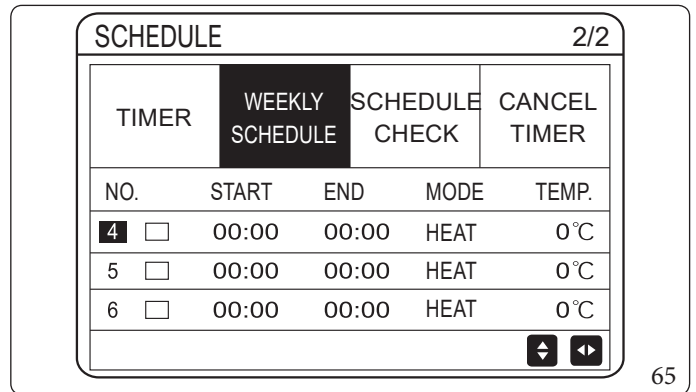 SCHEDULE 2/2
TIMER WEEKLY SCHEDULE SCHEDULE CHECK CANCEL TIMER
NO. START END MODE TEMP.
4 00:00 00:00 HEAT 0°C
5 00:00 00:00 HEAT 0°C
6 00:00 00:00 HEAT 0°C
65